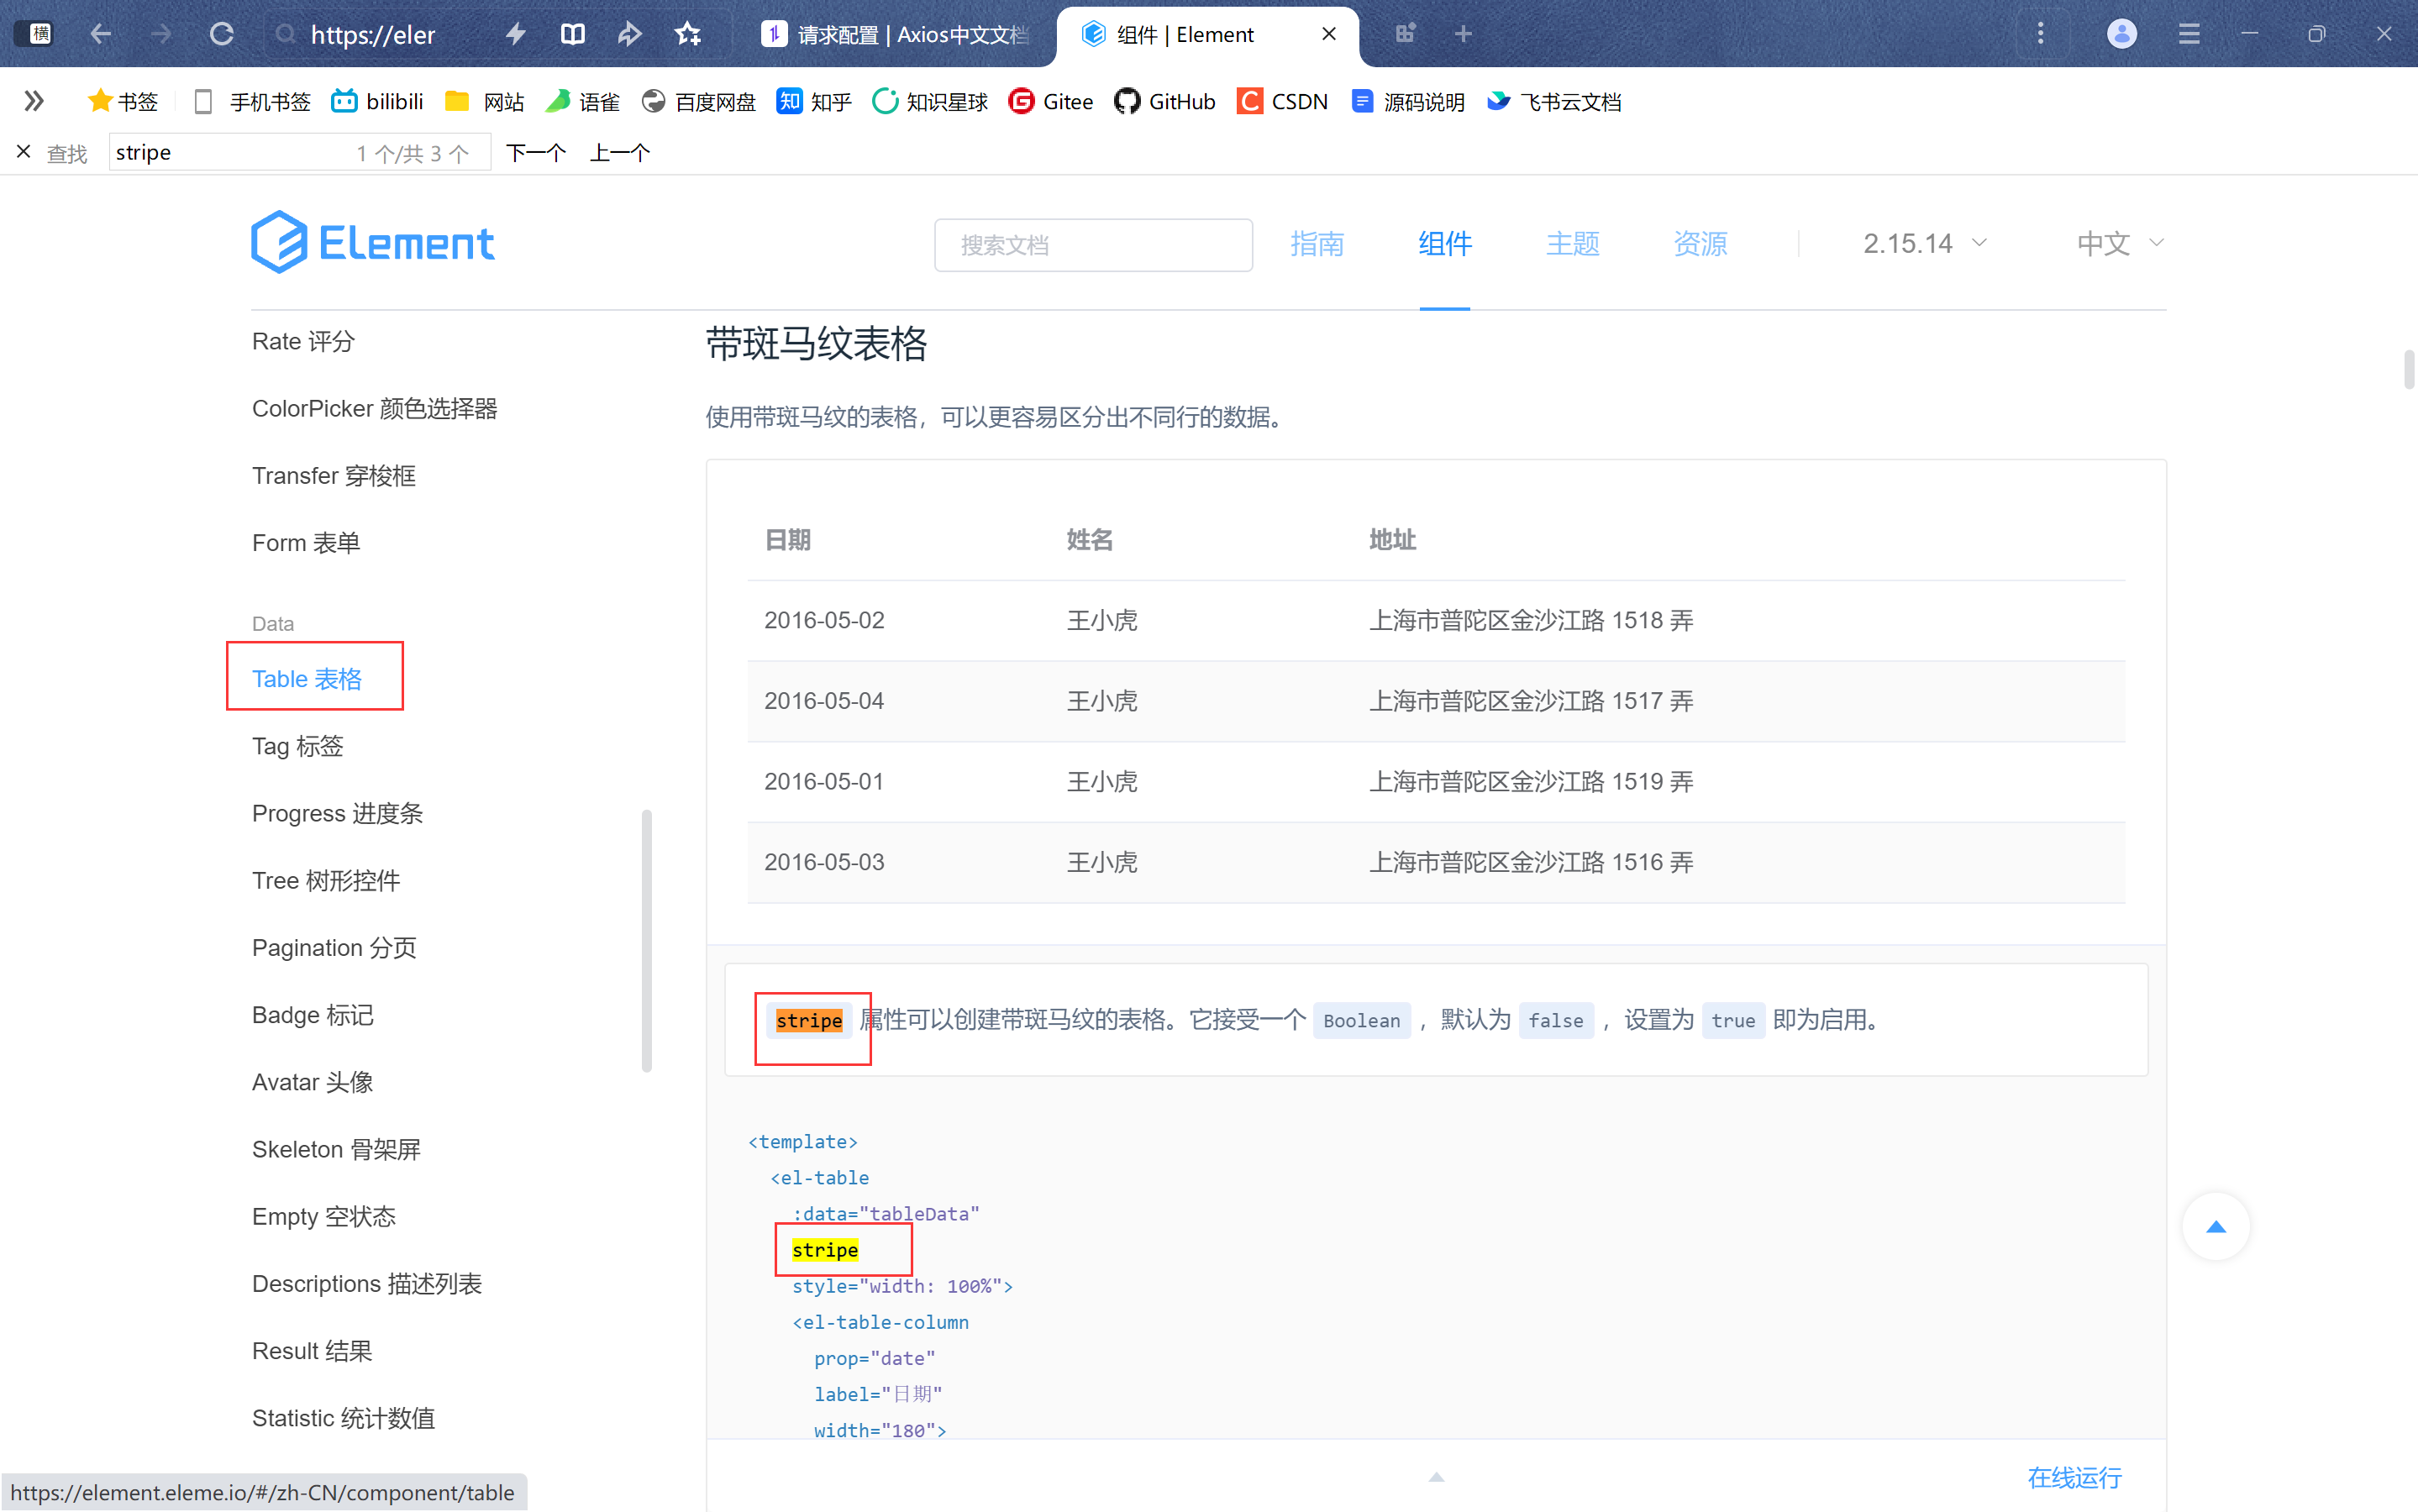 横
https://eler
请求配置 | Axios中文文档
组件 | Element
书签
手机书签
bilibili
网站
语雀
百度网盘
知
知乎
知识星球
Gitee
GitHub
CSDN
源码说明
飞书云文档
查找
stripe
1 个/共 3 个
下一个
上一个
Element
搜索文档
指南
组件
主题
资源
2.15.14
中文
Rate 评分
ColorPicker 颜色选择器
Transfer 穿梭框
Form 表单
Data
Table 表格
Tag 标签
Progress 进度条
Tree 树形控件
Pagination 分页
Badge 标记
Avatar 头像
Skeleton 骨架屏
Empty 空状态
Descriptions 描述列表
Result 结果
Statistic 统计数值
带斑马纹表格
使用带斑马纹的表格，可以更容易区分出不同行的数据。
日期 姓名 地址
2016-05-02 王小虎 上海市普陀区金沙江路 1518 弄
2016-05-04 王小虎 上海市普陀区金沙江路 1517 弄
2016-05-01 王小虎 上海市普陀区金沙江路 1519 弄
2016-05-03 王小虎 上海市普陀区金沙江路 1516 弄
stripe 属性可以创建带斑马纹的表格。它接受一个 Boolean ，默认为 false ，设置为 true 即为启用。
<template>
<el-table
:data="tableData"
stripe
style="width: 100%">
<el-table-column
prop="date"
label="日期"
width="180">
在线运行
https://element.eleme.io/#/zh-CN/component/table